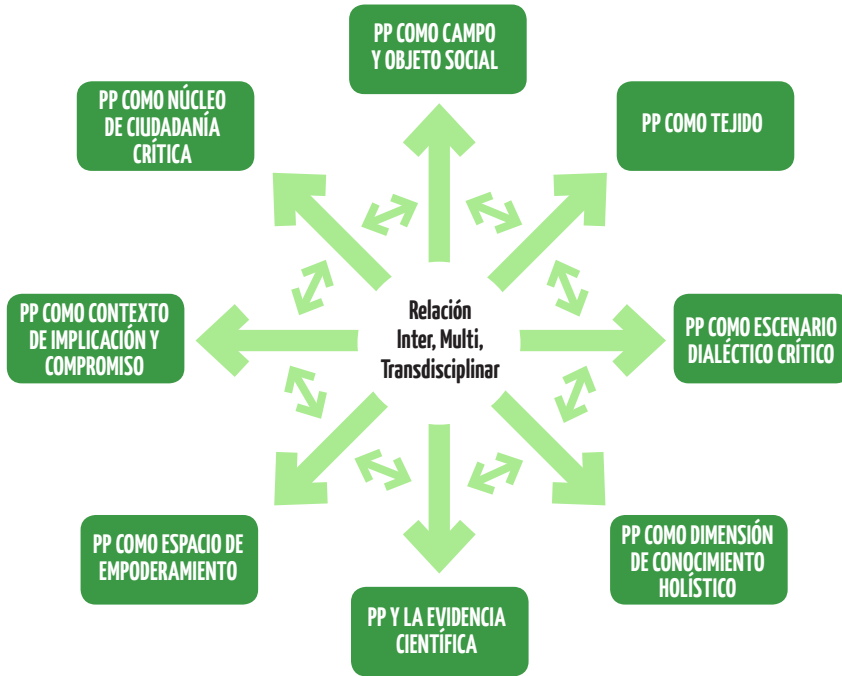 PP COMO CAMPO
Y OBJETO SOCIAL
PP COMO NÚCLEO
DE CIUDADANÍA
CRÍTICA
PP COMO TEJIDO
PP COMO CONTEXTO
DE IMPLICACIÓN Y
COMPROMISO
Relación
Inter, Multi,
Transdisciplinar
PP COMO ESCENARIO
DIALÉCTICO CRÍTICO
PP COMO ESPACIO DE
EMPODERAMIENTO
PP COMO DIMENSIÓN
DE CONOCIMIENTO
HOLÍSTICO
PP Y LA EVIDENCIA
CIENTÍFICA